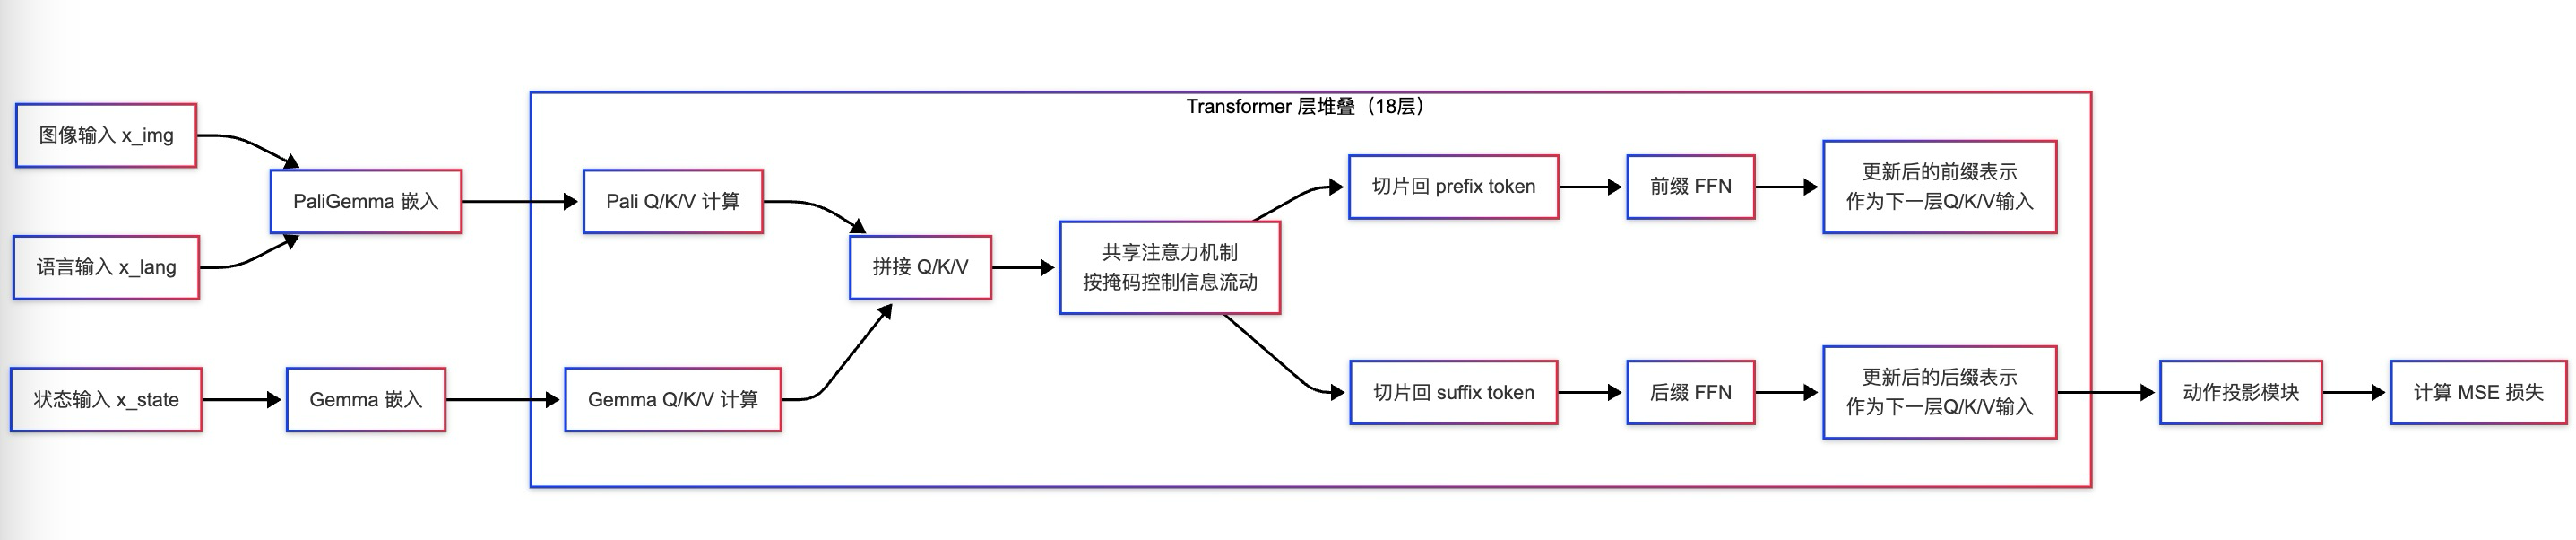 Transformer 层堆叠（18层）
图像输入 x_img
语言输入 x_lang
状态输入 x_state
PaliGemma 嵌入
Gemma 嵌入
Pali Q/K/V 计算
Gemma Q/K/V 计算
拼接 Q/K/V
共享注意力机制
按掩码控制信息流动
切片回 prefix token
前缀 FFN
更新后的前缀表示
作为下一层Q/K/V输入
切片回 suffix token
后缀 FFN
更新后的后缀表示
作为下一层Q/K/V输入
动作投影模块
计算 MSE 损失